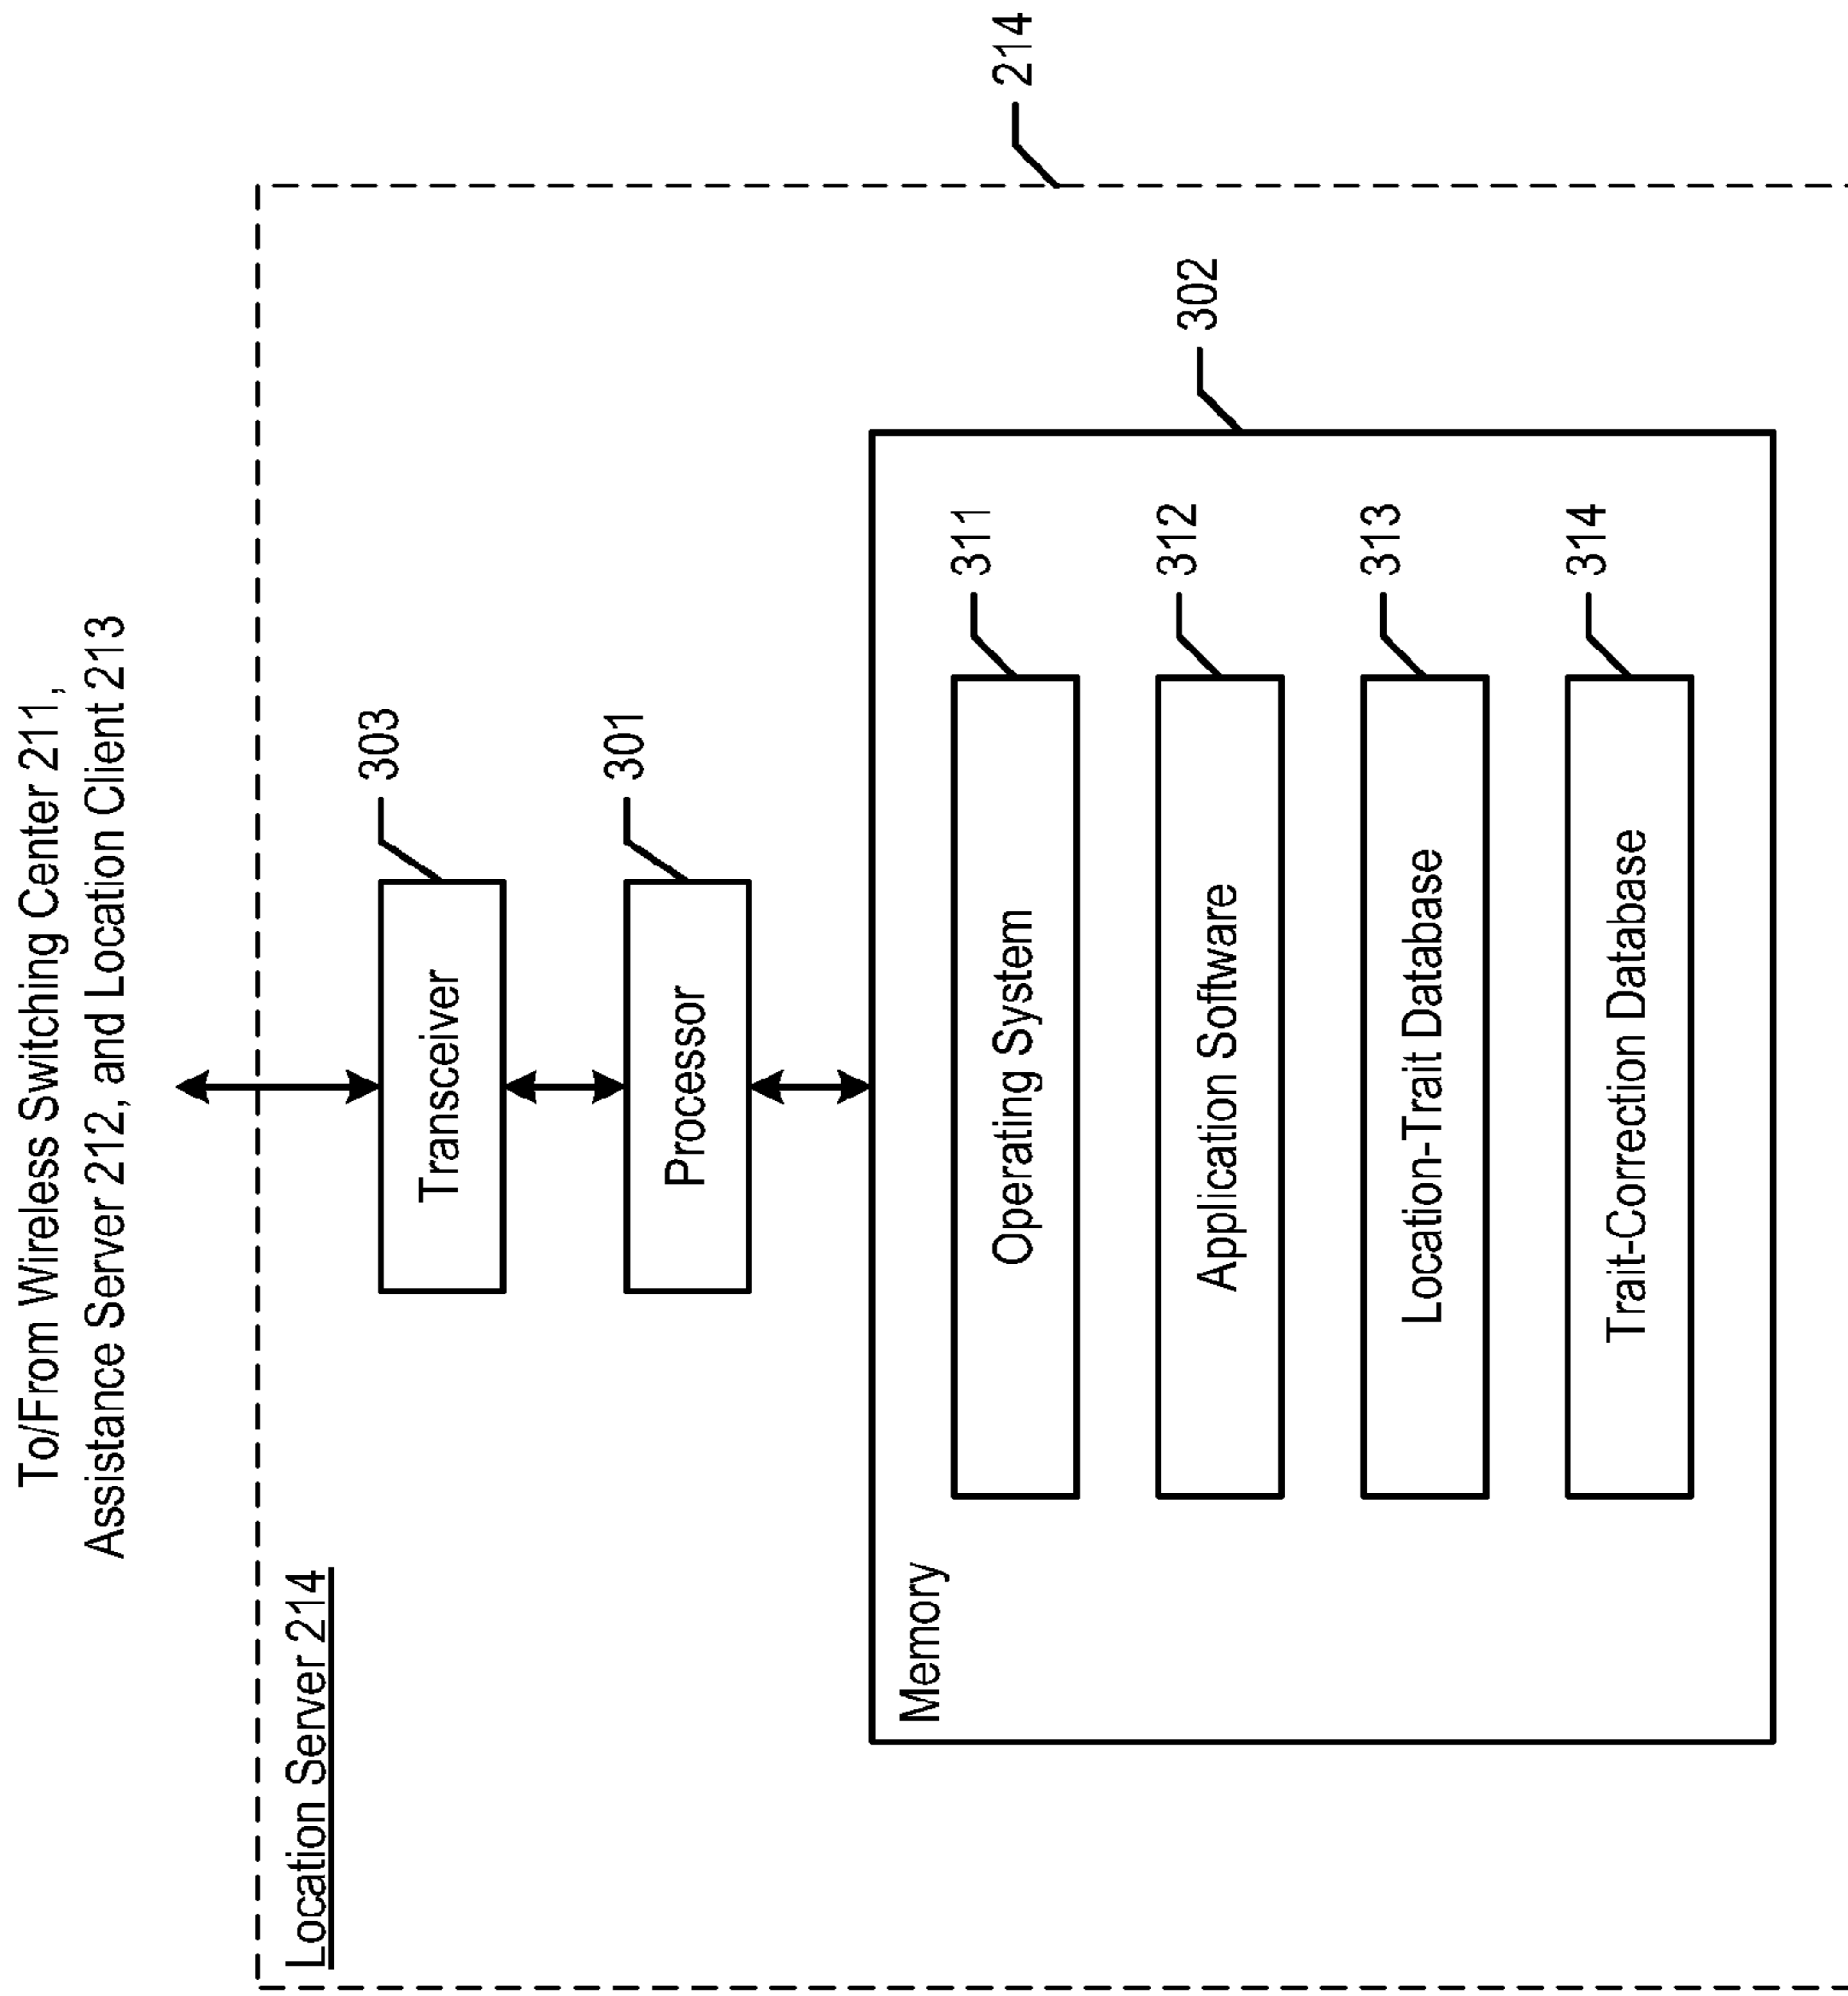 To/From Wireless Switching Center 211,
Assistance Server 212, and Location Client 213
Location Server 214
214
Transceiver
303
Processor
301
Memory
302
Operating System
311
Application Software
312
Location-Trait Database
313
Trait-Correction Database
314